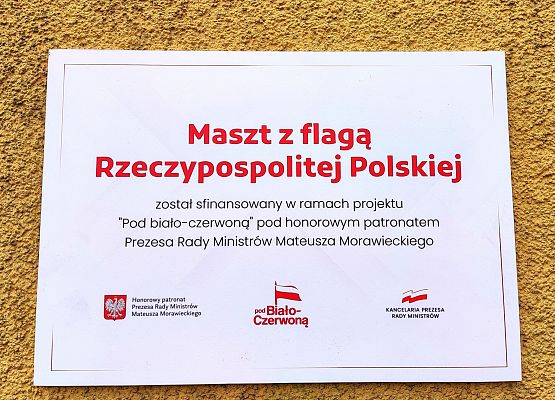 Maszt z flagą
Rzeczypospolitej Polskiej
został sfinansowany w ramach projektu
"Pod biało-czerwoną" pod honorowym patronatem
Prezesa Rady Ministrów Mateusza Morawieckiego
Honorowy patronat
Prezesa Rady Ministrów
Mateusza Morawieckiego
pod Biało-
Czerwoną
KANCELARIA PREZESA
RADY MINISTRÓW